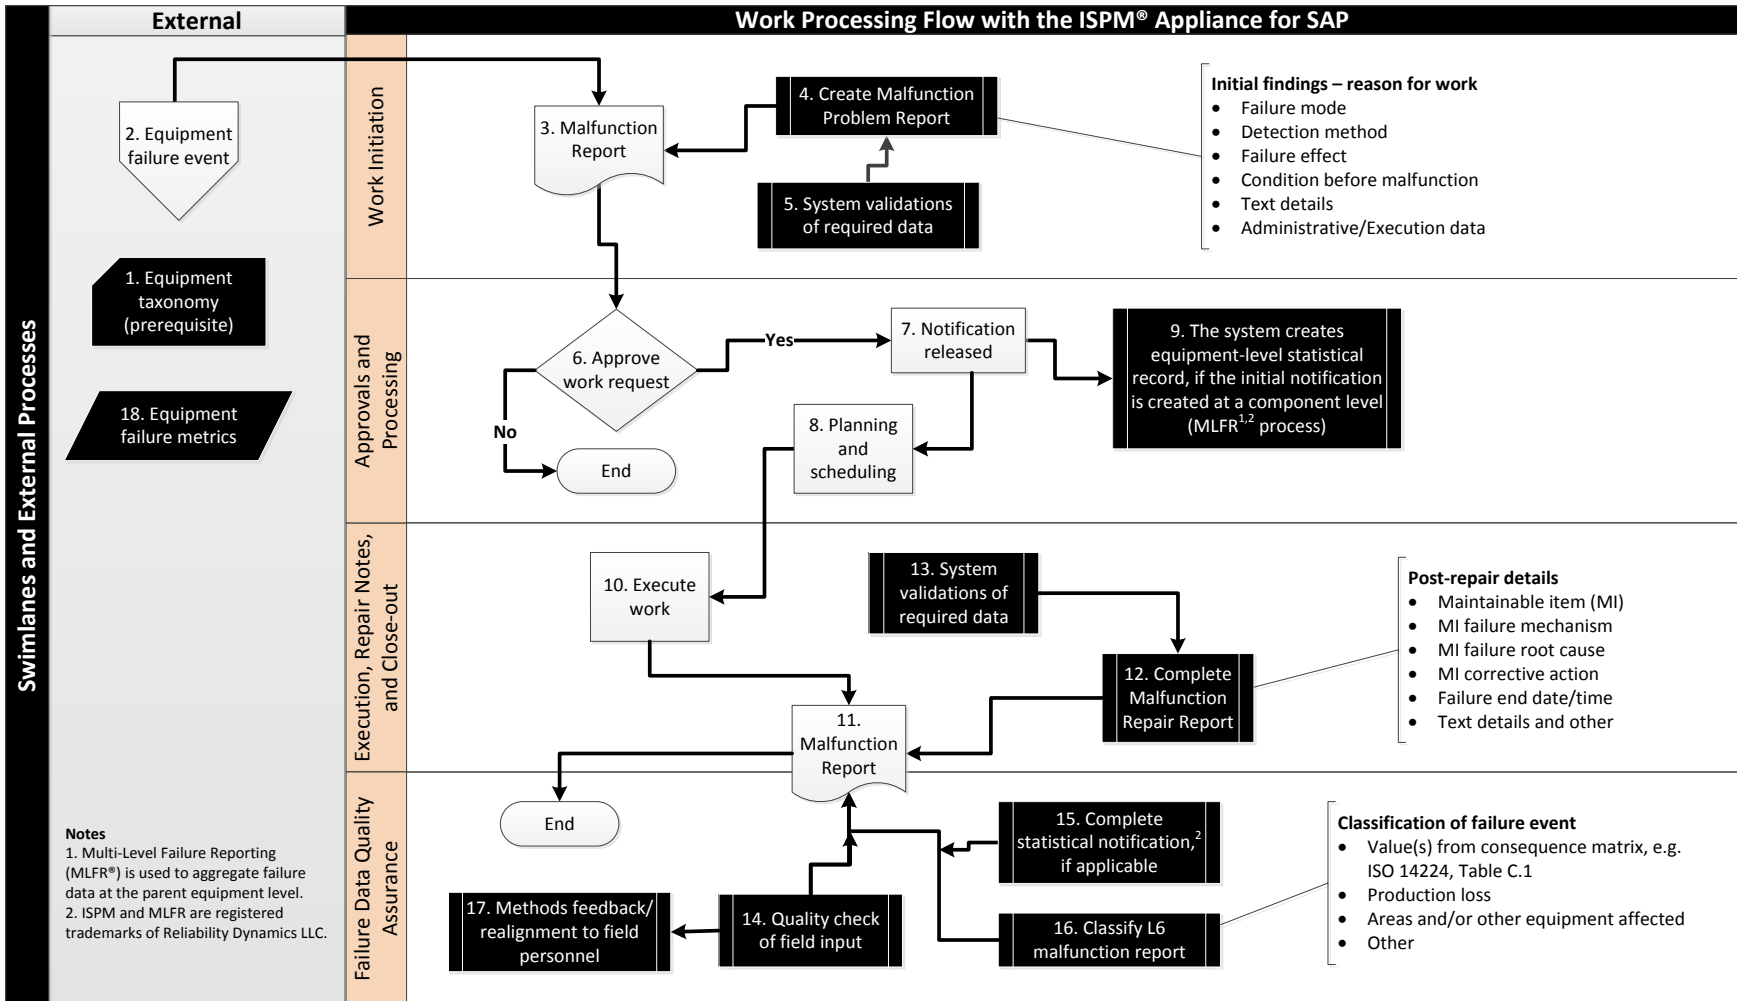 External
Work Processing Flow with the ISPM® Appliance for SAP
Swimlanes and External Processes
2. Equipment
failure event
1. Equipment
taxonomy
(prerequisite)
18. Equipment
failure metrics
Notes
1. Multi-Level Failure Reporting
(MLFR®) is used to aggregate failure
data at the parent equipment level.
2. ISPM and MLFR are registered
trademarks of Reliability Dynamics LLC.
Work Initiation
3. Malfunction
Report
4. Create Malfunction
Problem Report
5. System validations
of required data
Initial findings – reason for work
• Failure mode
• Detection method
• Failure effect
• Condition before malfunction
• Text details
• Administrative/Execution data
Approvals and
Processing
6. Approve
work request
Yes
No
End
7. Notification
released
8. Planning
and
scheduling
9. The system creates
equipment-level statistical
record, if the initial notification
is created at a component level
(MLFR1,2 process)
Execution, Repair Notes,
and Close-out
10. Execute
work
11.
Malfunction
Report
13. System
validations of
required data
12. Complete
Malfunction
Repair Report
Post-repair details
• Maintainable item (MI)
• MI failure mechanism
• MI failure root cause
• MI corrective action
• Failure end date/time
• Text details and other
Failure Data Quality
Assurance
End
17. Methods feedback/
realignment to field
personnel
14. Quality check
of field input
15. Complete
statistical notification,2
if applicable
16. Classify L6
malfunction report
Classification of failure event
• Value(s) from consequence matrix, e.g.
ISO 14224, Table C.1
• Production loss
• Areas and/or other equipment affected
• Other